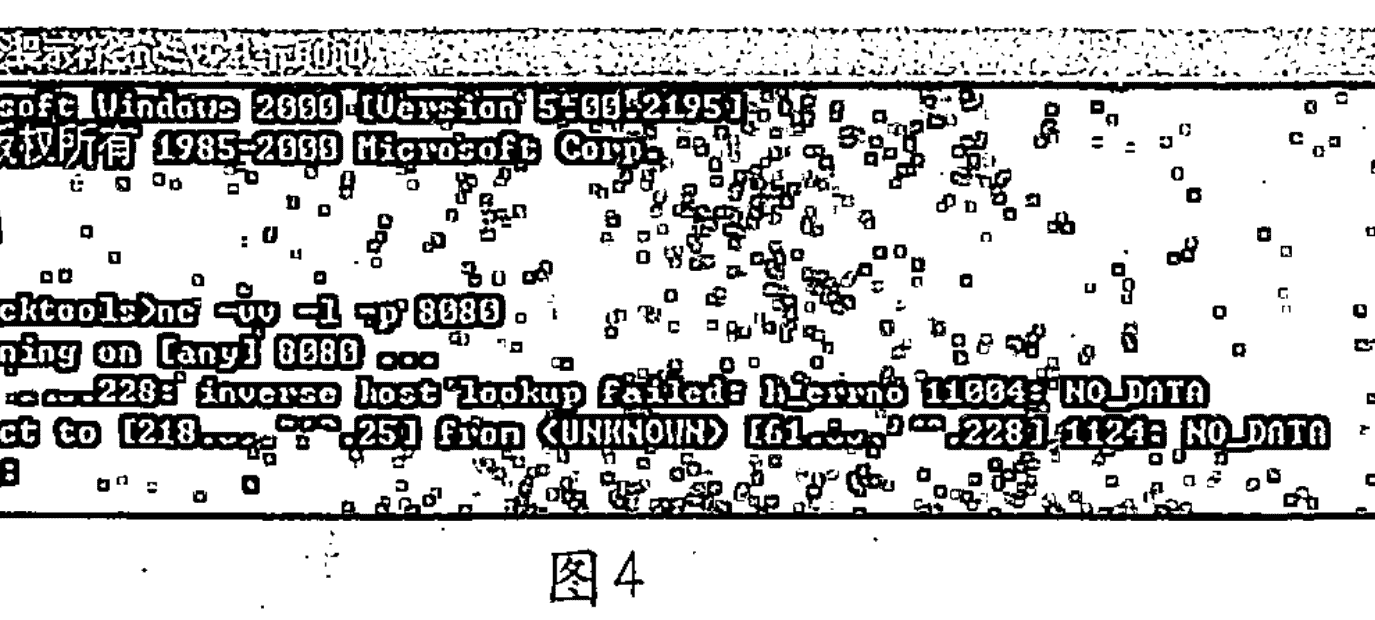 soft Windows 2000 [Version 5.00.2195]
版权所有 1985-2000 Microsoft Corp.
cktools>nc -vv -l -p 8080
ning on [any] 8080 ...
228: inverse host lookup failed: h_errno 11004: NO_DATA
ct to [218. .25] from <UNKNOWN> [61. .228] 1124: NO_DATA
图4